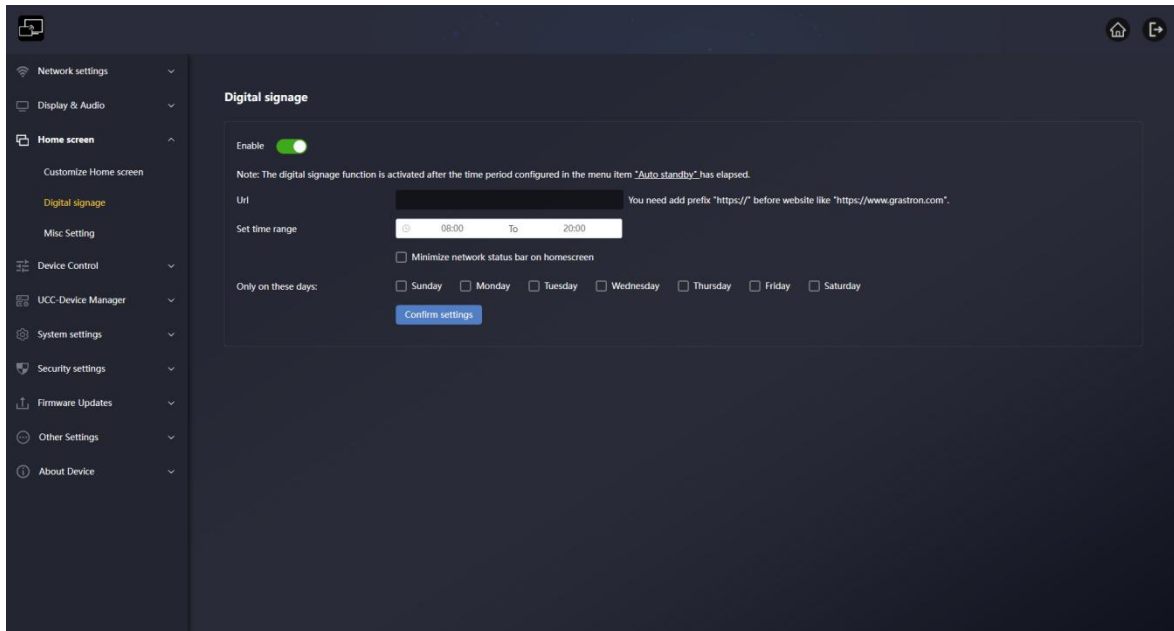 Network settings
Display & Audio
Home screen
Customize Home screen
Digital signage
Misc Setting
Device Control
UCC-Device Manager
System settings
Security settings
Firmware Updates
Other Settings
About Device
Digital signage
Enable
Note: The digital signage function is activated after the time period configured in the menu item "Auto standby" has elapsed.
Url You need add prefix "https://" before website like "https://www.grastron.com".
Set time range 08:00 To 20:00
Minimize network status bar on homescreen
Only on these days: Sunday Monday Tuesday Wednesday Thursday Friday Saturday
Confirm settings